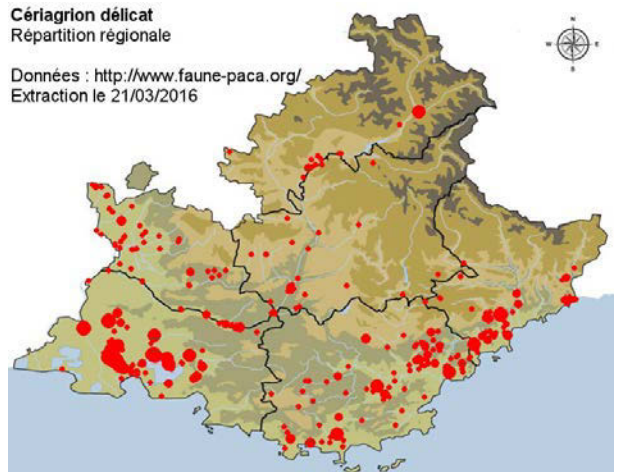 Cériagrion délicat
Répartition régionale
Données : http://www.faune-paca.org/
Extraction le 21/03/2016
N
W E
S